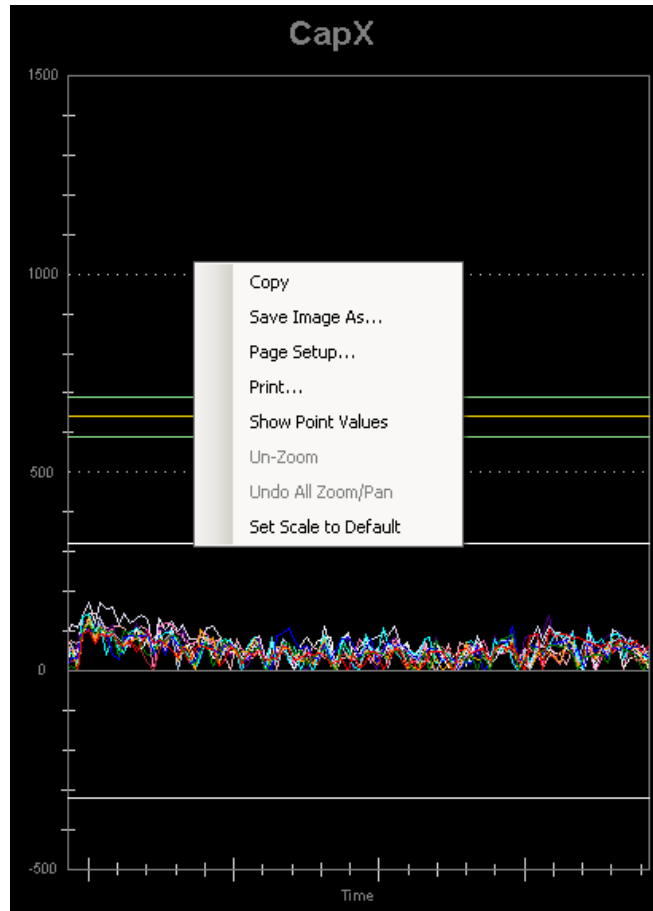 CapX
1500
1000
Copy
Save Image As...
Page Setup...
Print...
Show Point Values
500
Un-Zoom
Undo All Zoom/Pan
Set Scale to Default
0
-500
Time